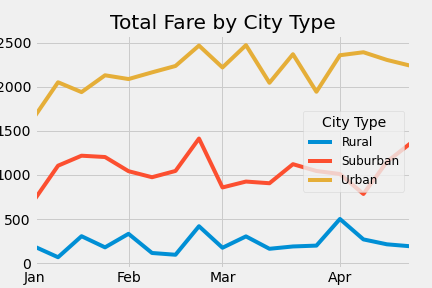 Total Fare by City Type
2500
2000
1500
1000
500
0
City Type
Rural
Suburban
Urban
Jan Feb Mar Apr